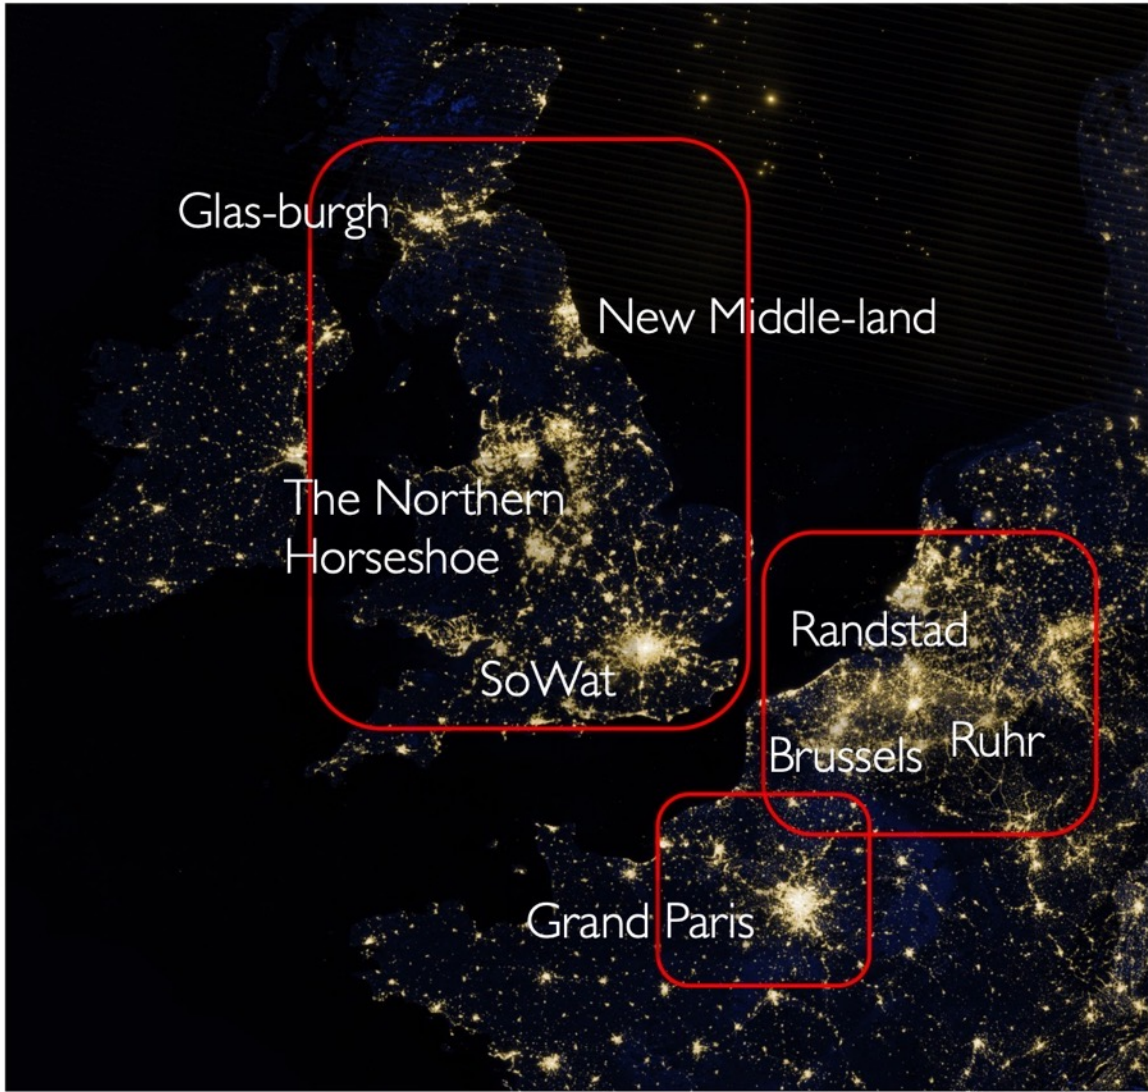 Glas-burgh
New Middle-land
The Northern
Horseshoe
Randstad
SoWat
Brussels
Ruhr
Grand Paris